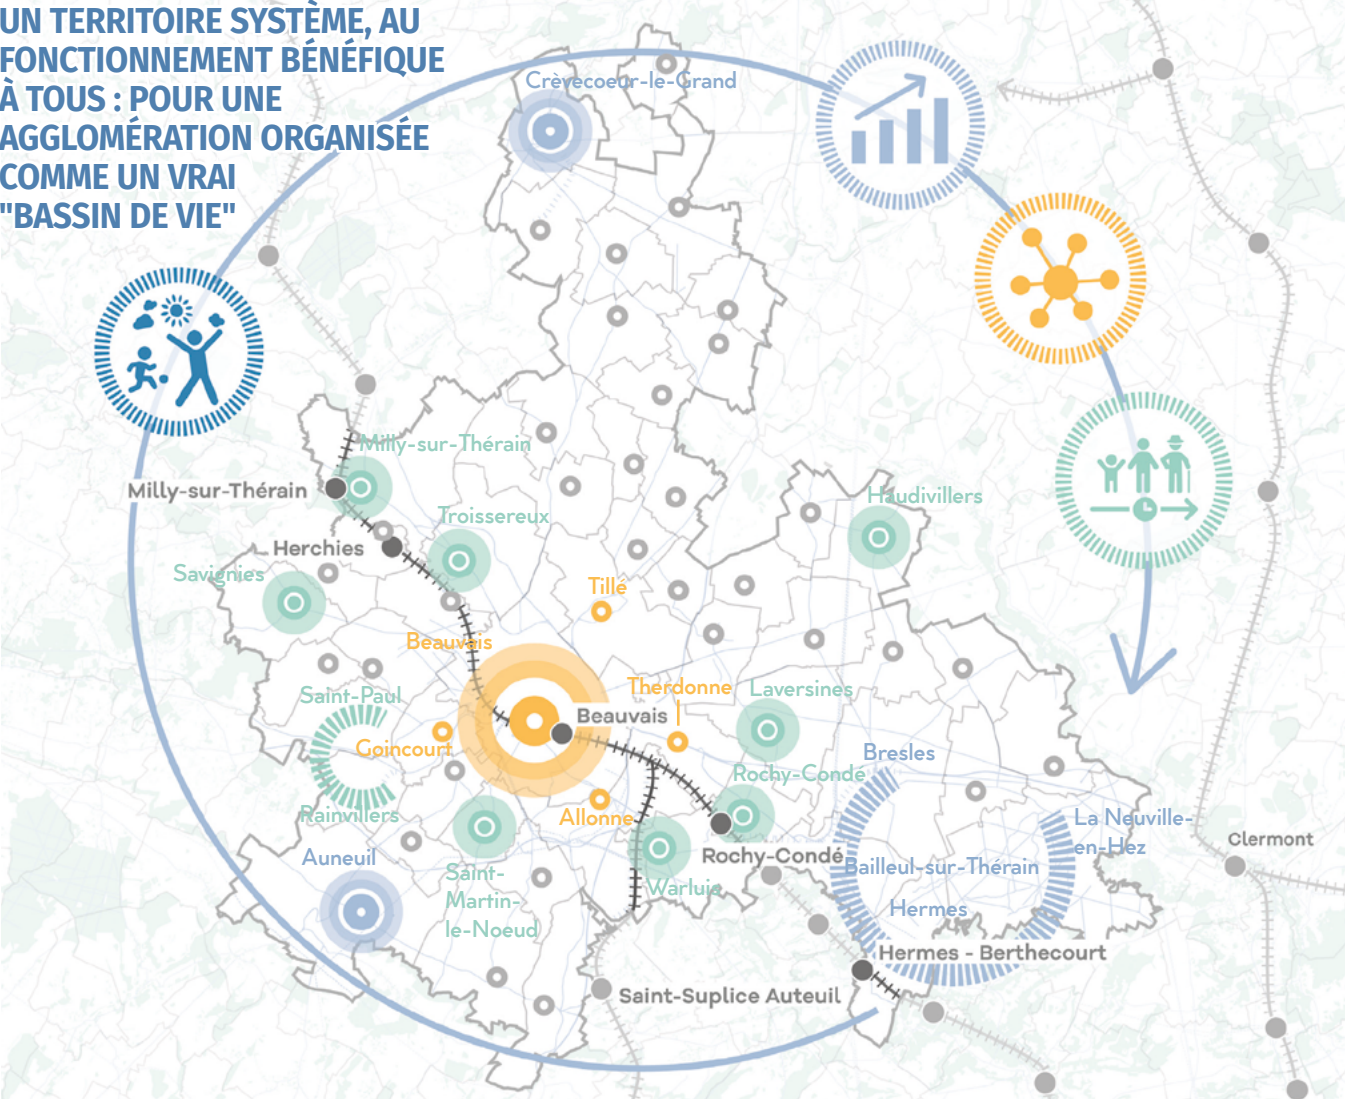 UN TERRITOIRE SYSTÈME, AU
FONCTIONNEMENT BÉNÉFIQUE
À TOUS : POUR UNE
AGGLOMÉRATION ORGANISÉE
COMME UN VRAI
"BASSIN DE VIE"
Crèvecoeur-le-Grand
Milly-sur-Thérain
Milly-sur-Thérain
Haudivillers
Troissereux
Herchies
Savignies
Tillé
Beauvais
Therdonne
Laversines
Saint-Paul
Beauvais
Goincourt
Bresles
Rochy-Condé
Rainvillers
Allonne
La Neuville-
en-Hez
Clermont
Auneuil
Rochy-Condé
Bailleul-sur-Thérain
Saint-
Martin-
le-Noeud
Warluis
Hermes
Hermes - Berthecourt
Saint-Suplice Auteuil